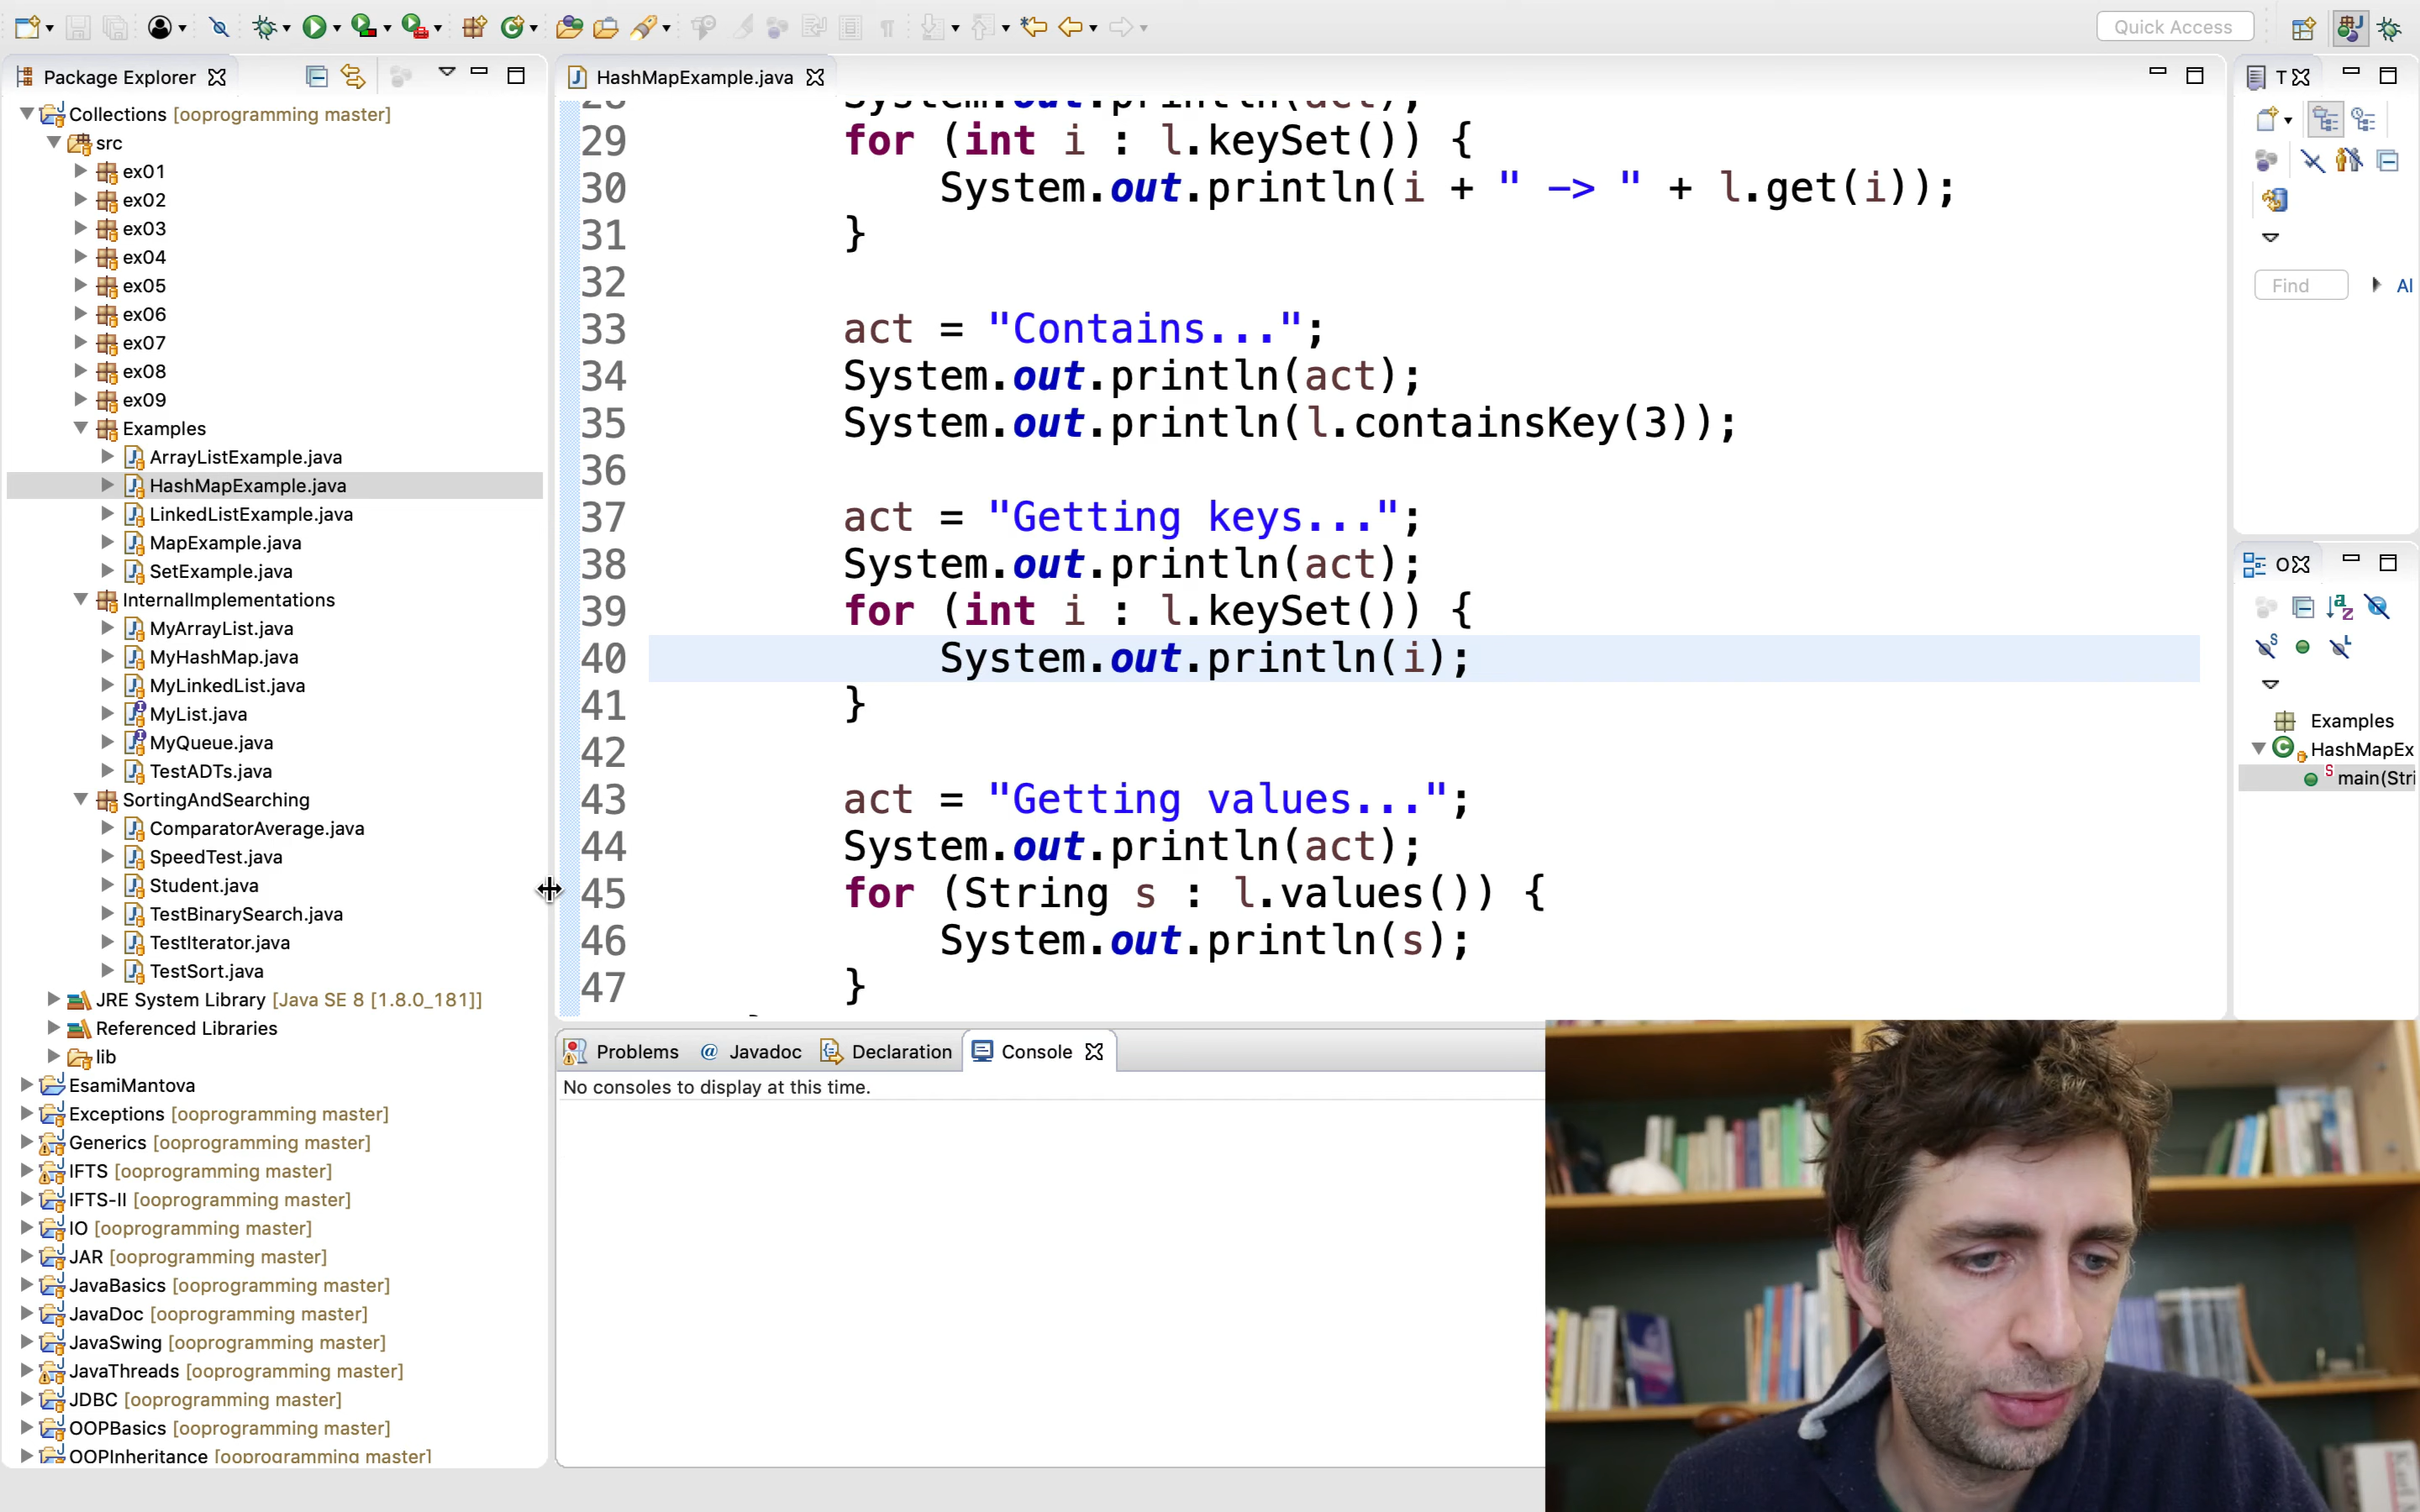 Quick Access
Package Explorer
Collections [ooprogramming master]
src
ex01
ex02
ex03
ex04
ex05
ex06
ex07
ex08
ex09
Examples
ArrayListExample.java
HashMapExample.java
LinkedListExample.java
MapExample.java
SetExample.java
InternalImplementations
MyArrayList.java
MyHashMap.java
MyLinkedList.java
MyList.java
MyQueue.java
TestADTs.java
SortingAndSearching
ComparatorAverage.java
SpeedTest.java
Student.java
TestBinarySearch.java
TestIterator.java
TestSort.java
JRE System Library [Java SE 8 [1.8.0_181]]
Referenced Libraries
lib
EsamiMantova
Exceptions [ooprogramming master]
Generics [ooprogramming master]
IFTS [ooprogramming master]
IFTS-II [ooprogramming master]
IO [ooprogramming master]
JAR [ooprogramming master]
JavaBasics [ooprogramming master]
JavaDoc [ooprogramming master]
JavaSwing [ooprogramming master]
JavaThreads [ooprogramming master]
JDBC [ooprogramming master]
OOPBasics [ooprogramming master]
OOPInheritance [ooprogramming master]
HashMapExample.java
28 System.out.println(act);
29 for (int i : l.keySet()) {
30 System.out.println(i + " -> " + l.get(i));
31 }
32
33 act = "Contains...";
34 System.out.println(act);
35 System.out.println(l.containsKey(3));
36
37 act = "Getting keys...";
38 System.out.println(act);
39 for (int i : l.keySet()) {
40 System.out.println(i);
41 }
42
43 act = "Getting values...";
44 System.out.println(act);
45 for (String s : l.values()) {
46 System.out.println(s);
47 }
Problems @ Javadoc Declaration Console
No consoles to display at this time.
T
Find Al
O
Examples
HashMapEx
main(Stri